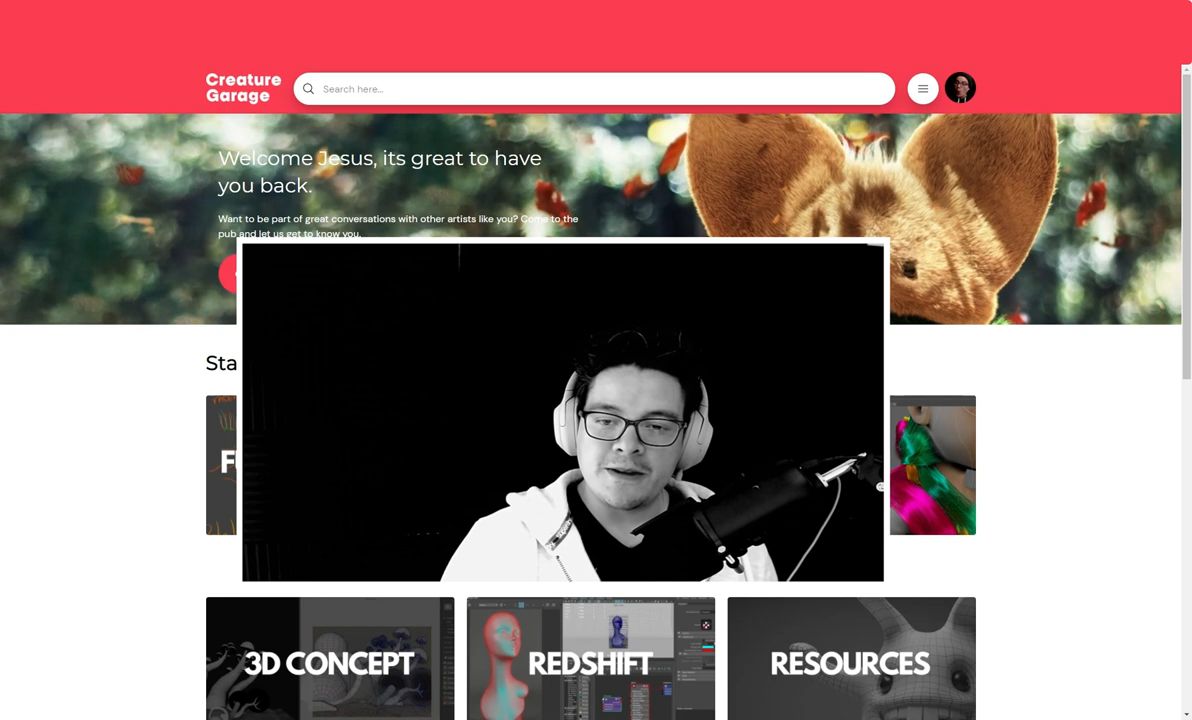 Creature
Garage
Search here...
Welcome Jesus, its great to have
you back.
Want to be part of great conversations with other artists like you? Come to the
pub and let us get to know you.
Sta
F
3D CONCEPT
REDSHIFT
RESOURCES